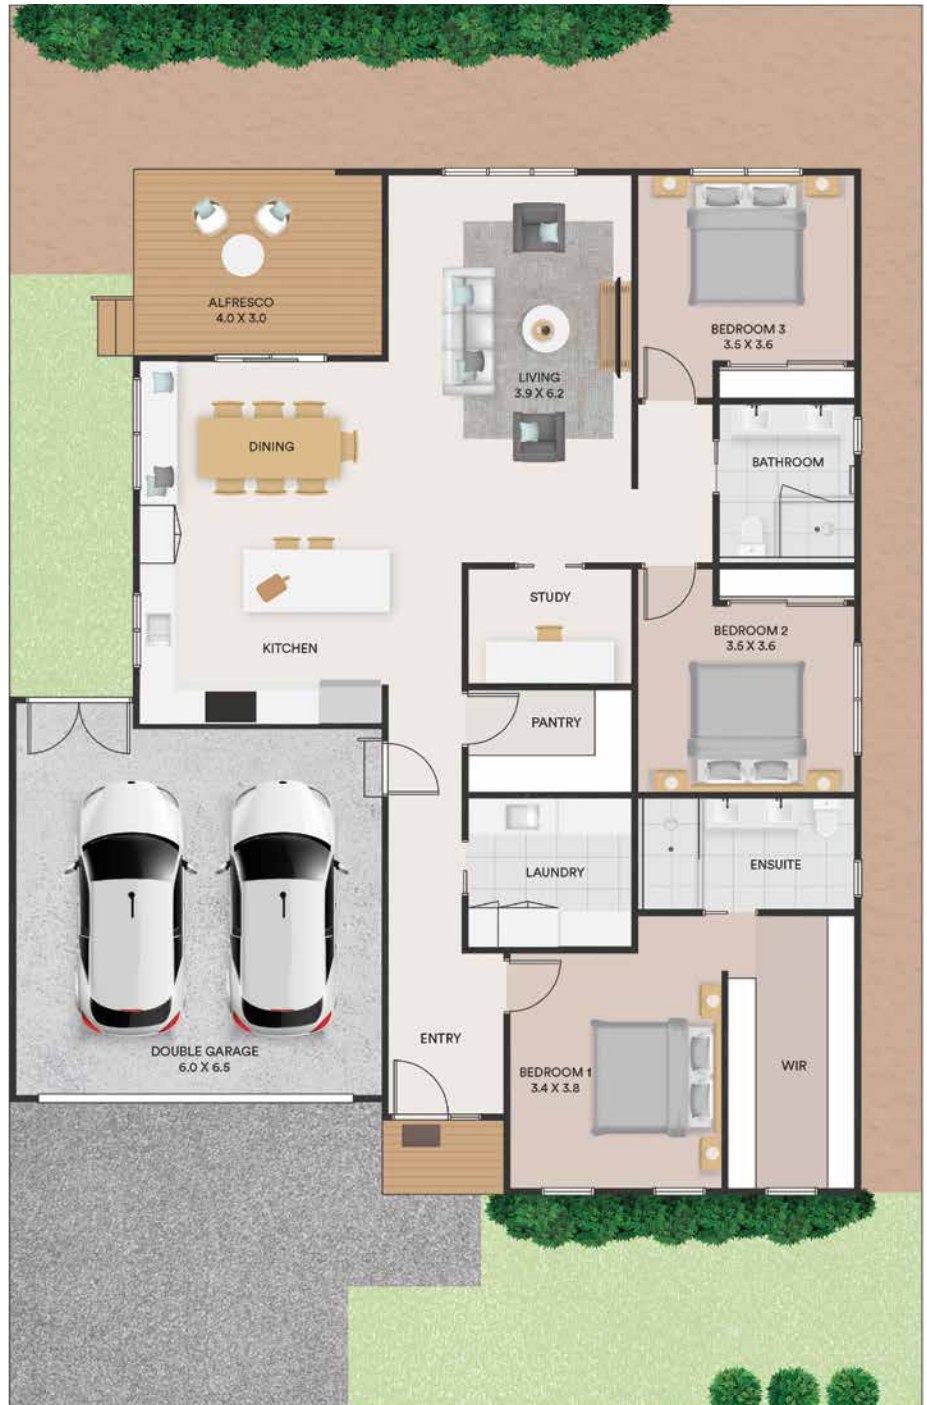 ALFRESCO
4.0 X 3.0
BEDROOM 3
3.5 X 3.6
LIVING
3.9 X 6.2
DINING
BATHROOM
STUDY
BEDROOM 2
3.5 X 3.6
KITCHEN
PANTRY
LAUNDRY
ENSUITE
ENTRY
DOUBLE GARAGE
6.0 X 6.5
BEDROOM 1
3.4 X 3.8
WIR